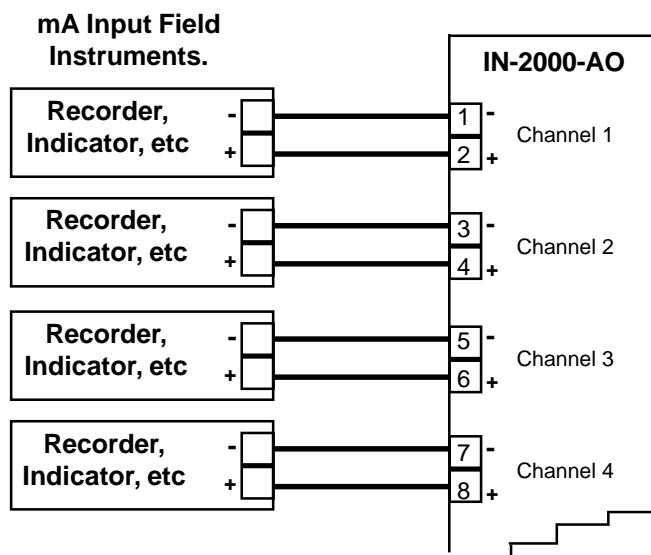 mA Input Field
Instruments.
IN-2000-AO
Recorder,
Indicator, etc
-
+
1 -
2 +
Channel 1
Recorder,
Indicator, etc
-
+
3 -
4 +
Channel 2
Recorder,
Indicator, etc
-
+
5 -
6 +
Channel 3
Recorder,
Indicator, etc
-
+
7 -
8 +
Channel 4